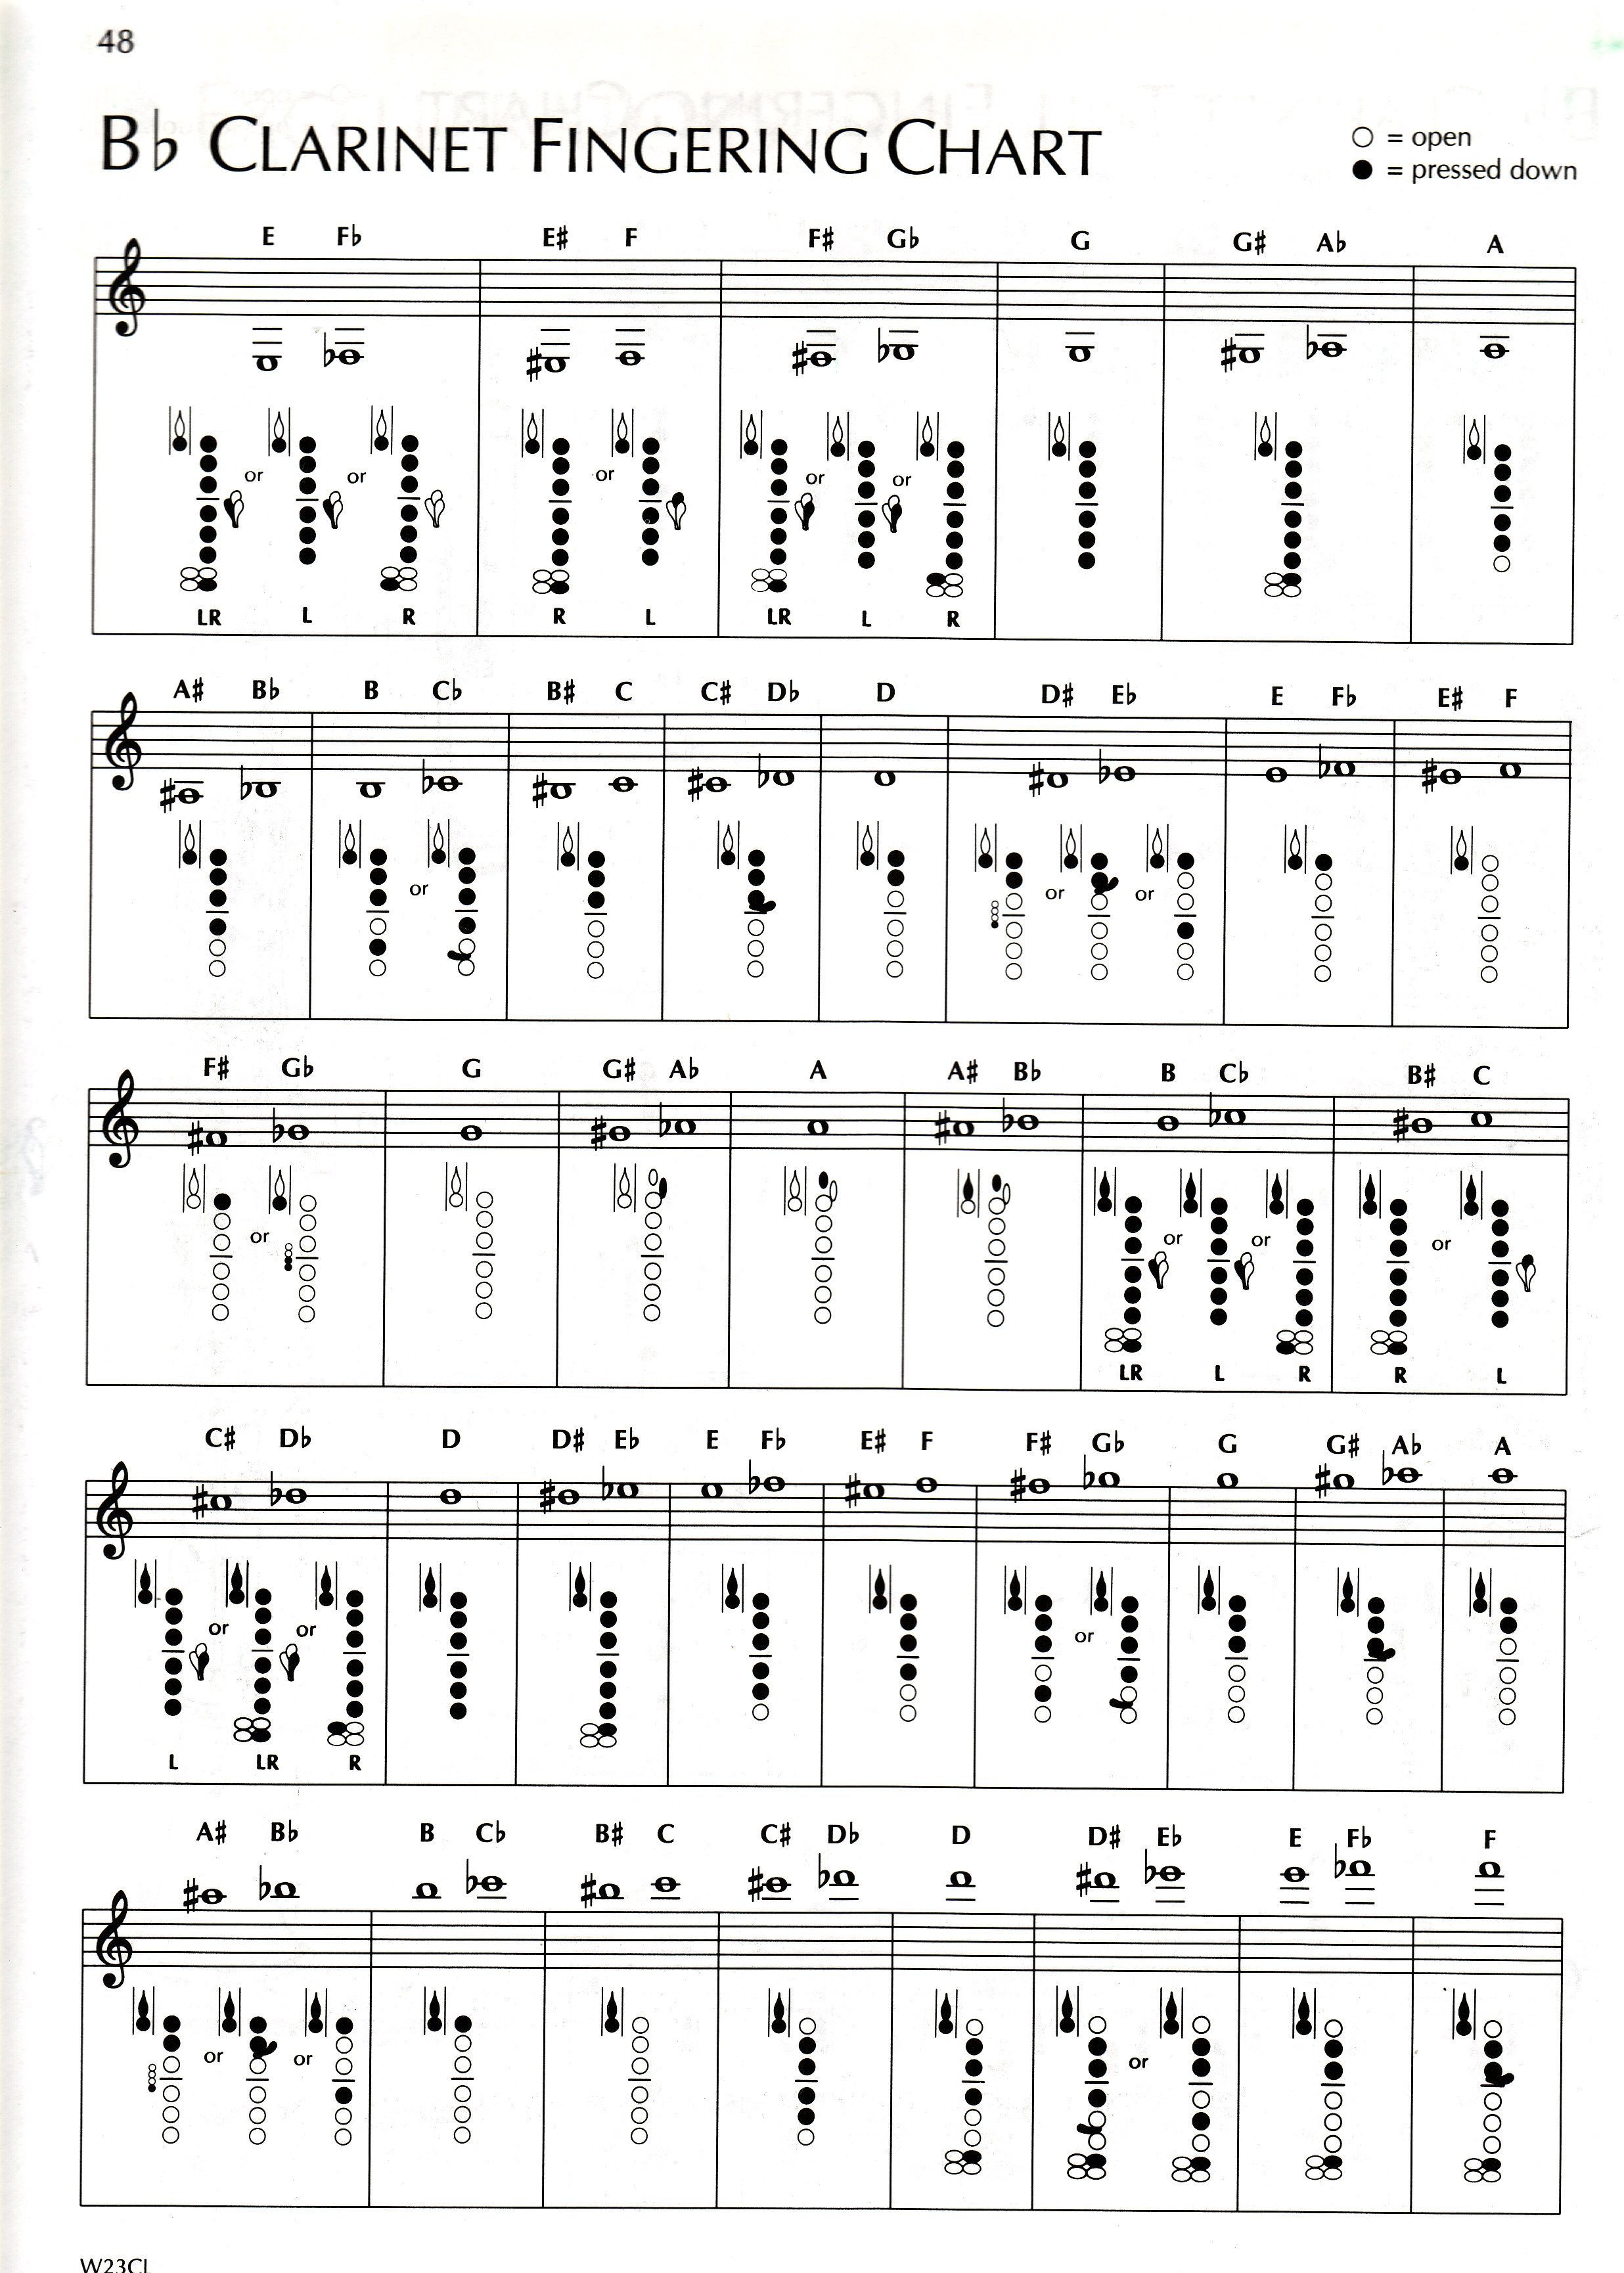 48
B♭ CLARINET FINGERING CHART
○ = open
● = pressed down
E F♭ E♯ F F♯ G♭ G G♯ A♭ A
or or or or or
LR L R R L LR L R
A♯ B♭ B C♭ B♯ C C♯ D♭ D D♯ E♭ E F♭ E♯ F
or or or
F♯ G♭ G G♯ A♭ A A♯ B♭ B C♭ B♯ C
or or or or
LR L R R L
C♯ D♭ D D♯ E♭ E F♭ E♯ F F♯ G♭ G G♯ A♭ A
or or or
L LR R
A♯ B♭ B C♭ B♯ C C♯ D♭ D D♯ E♭ E F♭ F
or or or
W23CL